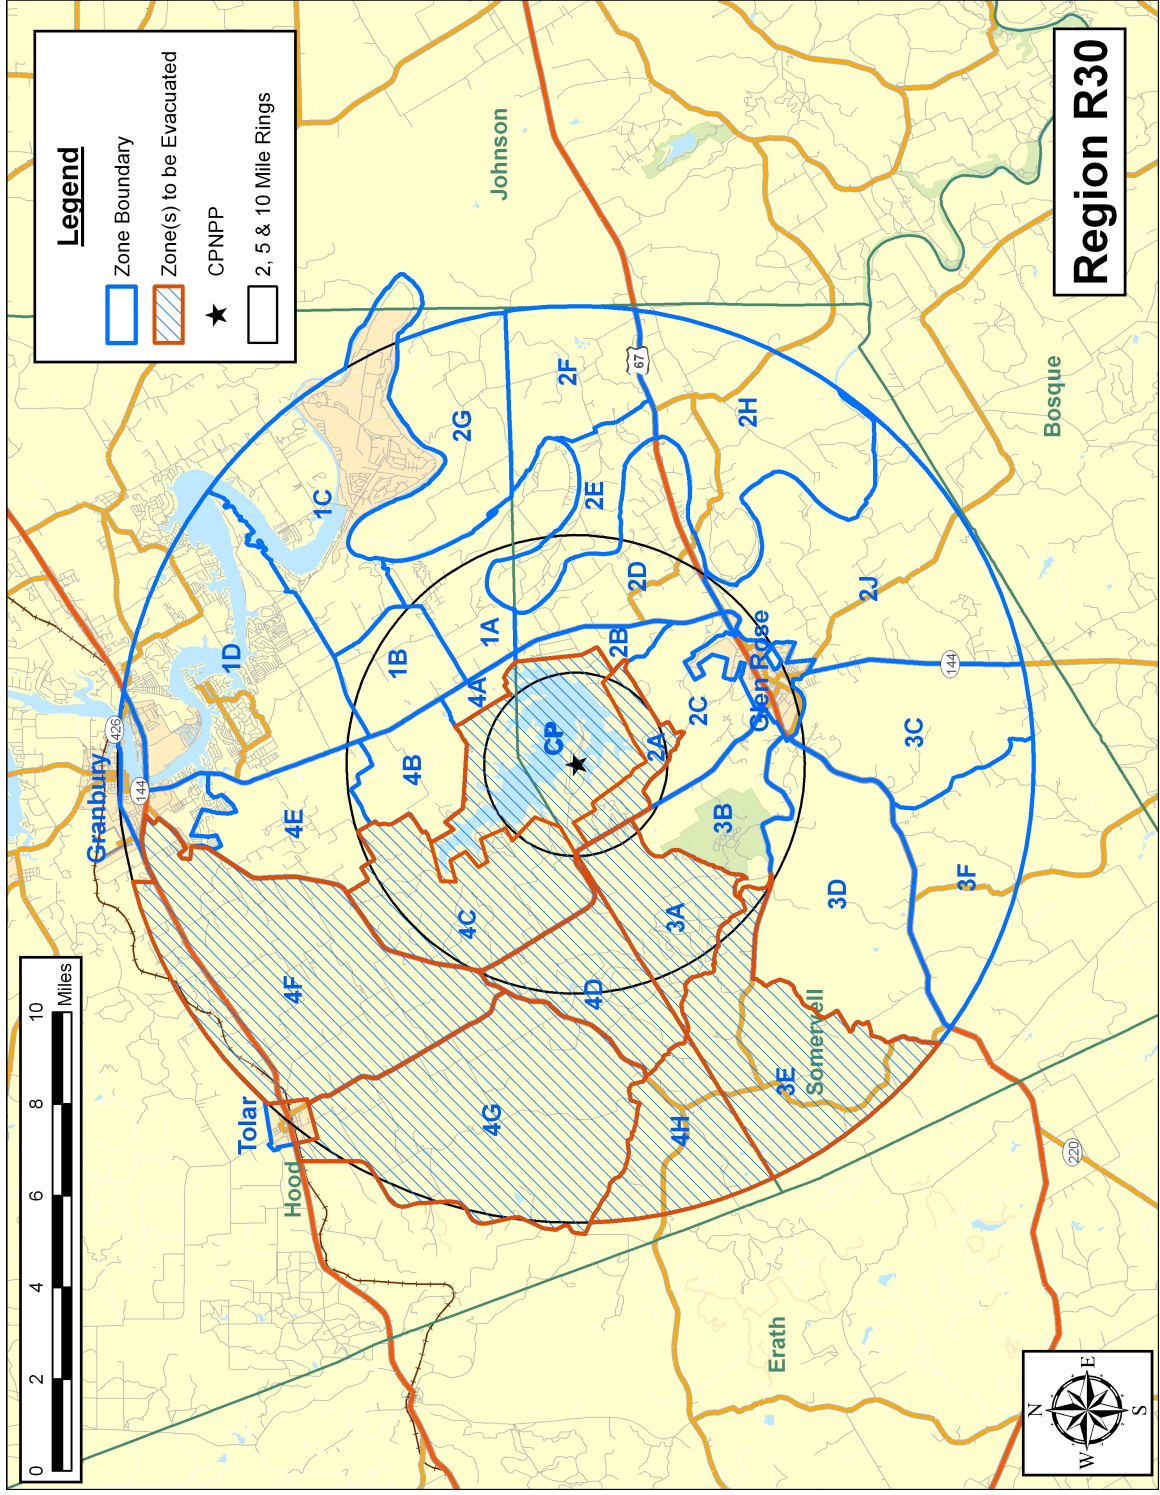 Legend
Zone Boundary
Zone(s) to be Evacuated
CPNPP
2, 5 & 10 Mile Rings
Region R30
0 2 4 6 8 10
Miles
Granbury
Tolar
Glen Rose
Hood
Johnson
Somervell
Erath
Bosque
CP
1A
1B
1C
1D
2A
2B
2C
2D
2E
2F
2G
2H
2J
3A
3B
3C
3D
3E
3F
4A
4B
4C
4D
4E
4F
4G
4H
426
144
67
144
220
N
E
S
W